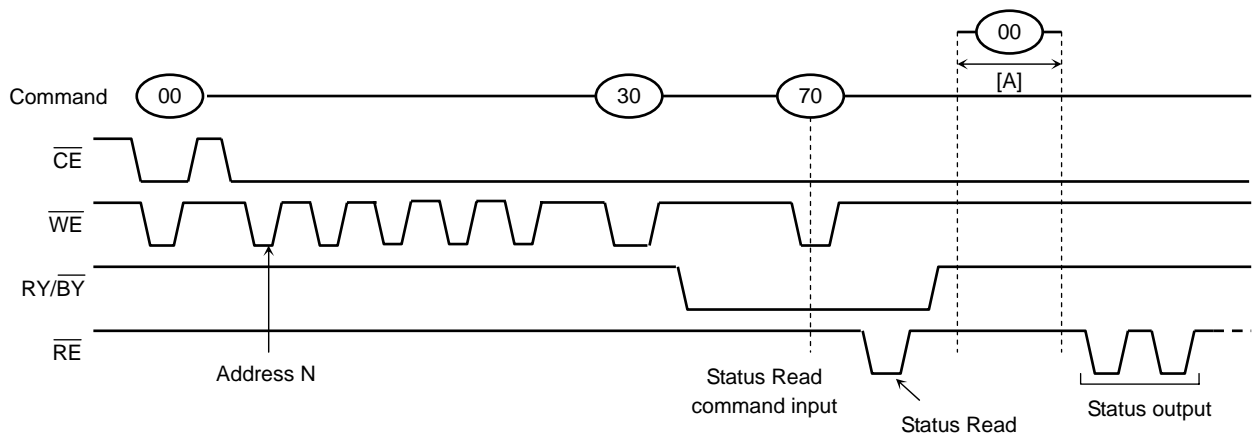 00
[A]
Command
00
30
70
CE
WE
RY/BY
RE
Address N
Status Read
command input
Status Read
Status output